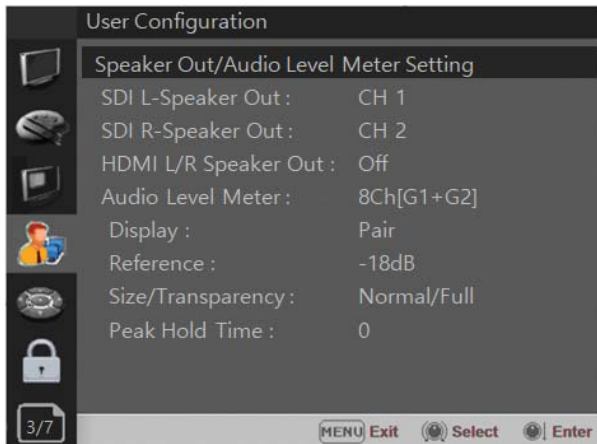 User Configuration
Speaker Out/Audio Level Meter Setting
SDI L-Speaker Out : CH 1
SDI R-Speaker Out : CH 2
HDMI L/R Speaker Out : Off
Audio Level Meter : 8Ch[G1+G2]
Display : Pair
Reference : -18dB
Size/Transparency : Normal/Full
Peak Hold Time : 0
3/7 MENU Exit Select Enter